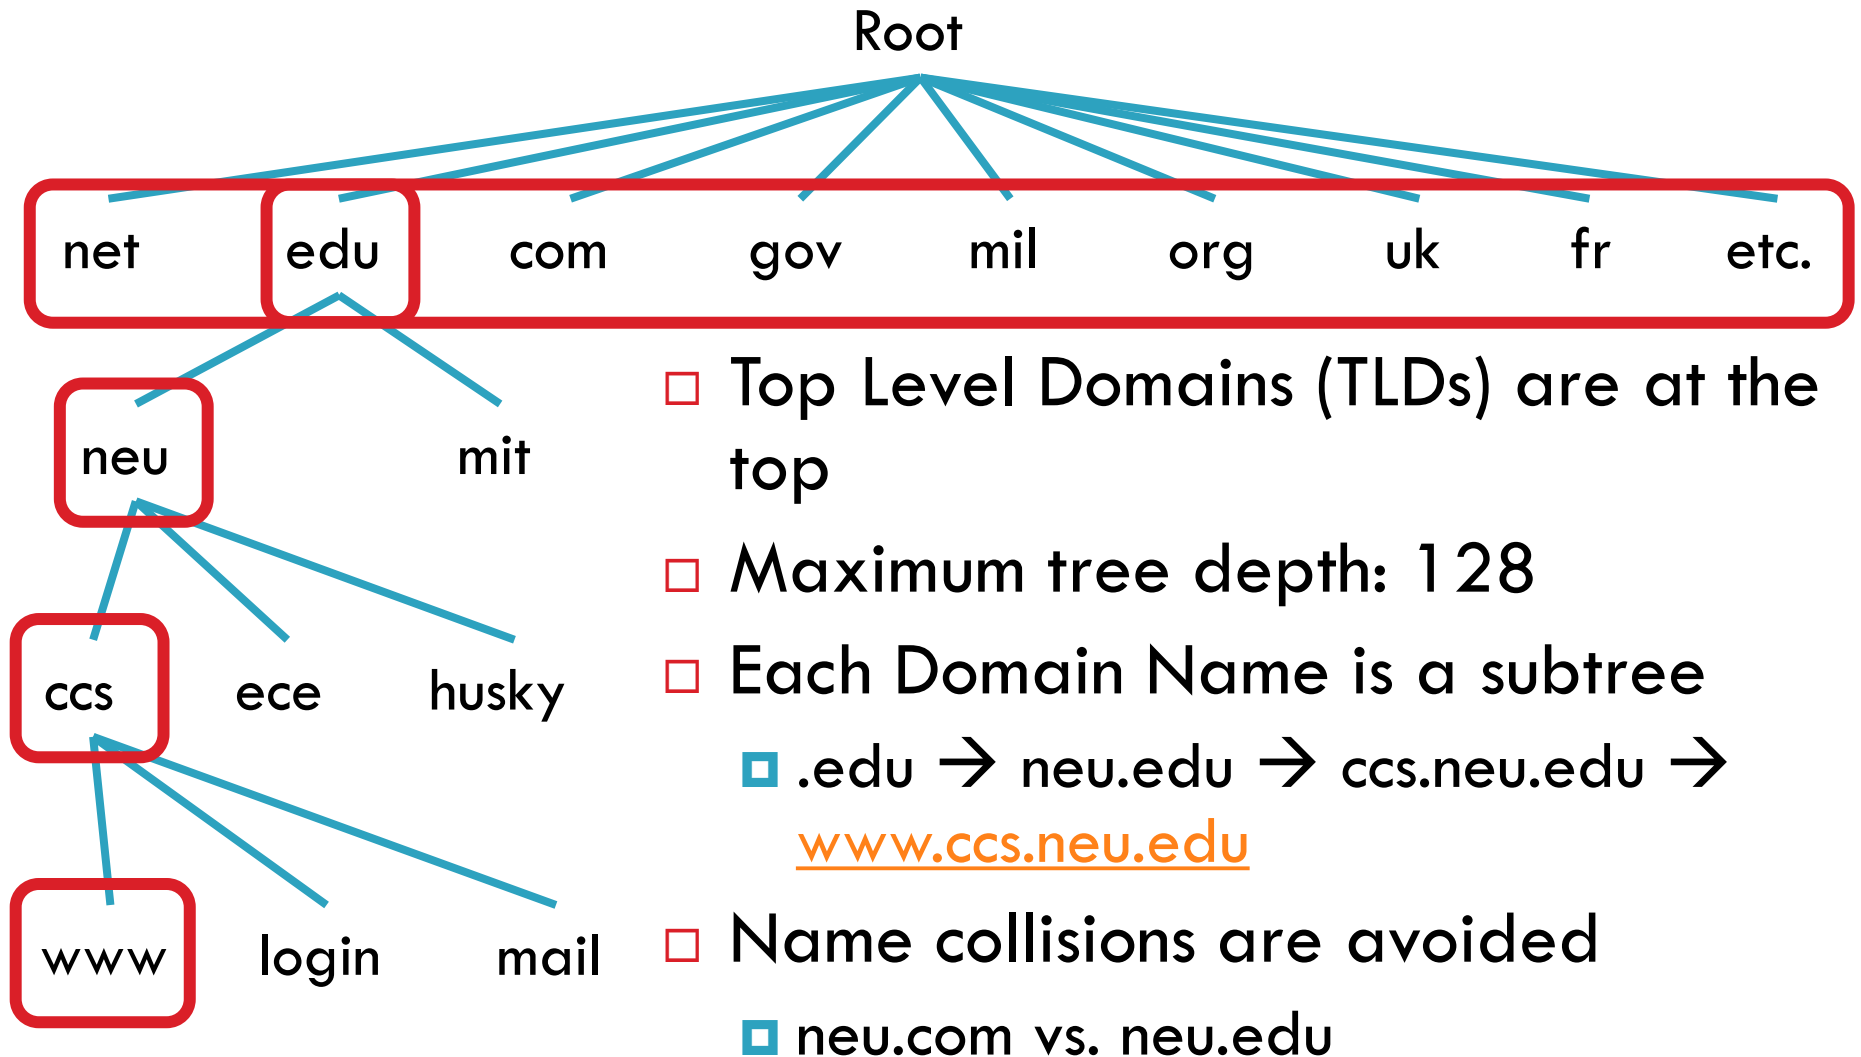 Root
net edu com gov mil org uk fr etc.
neu mit
ccs ece husky
www login mail
□ Top Level Domains (TLDs) are at the
top
□ Maximum tree depth: 128
□ Each Domain Name is a subtree
.edu → neu.edu → ccs.neu.edu →
www.ccs.neu.edu
□ Name collisions are avoided
neu.com vs. neu.edu